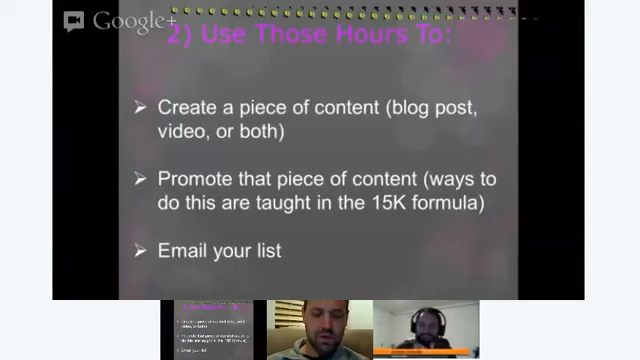 Google+
2) Use Those Hours To:
Create a piece of content (blog post,
video, or both)
Promote that piece of content (ways to
do this are taught in the 15K formula)
Email your list